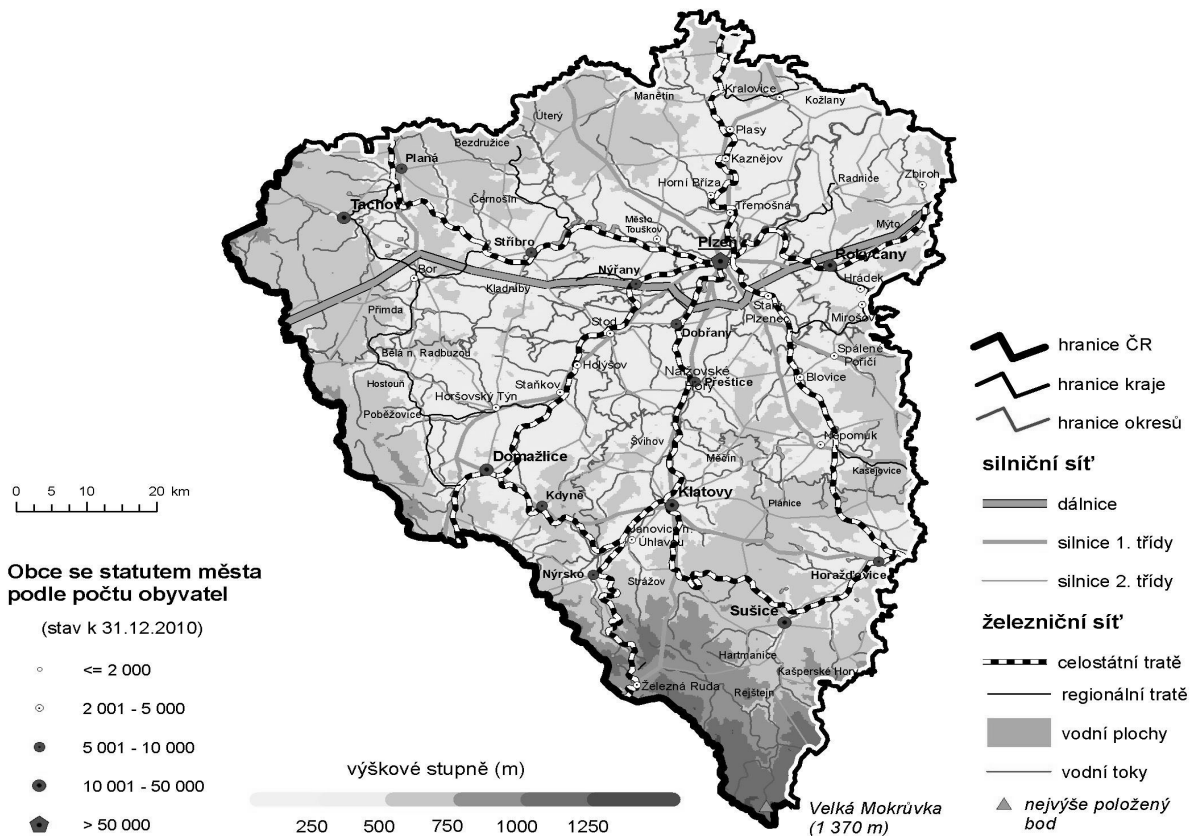 Kralovice
Manětín
Kožlany
Úterý
Plasy
Bezdružice
Kaznějov
Planá
Radnice
Zbiroh
Horní Bříza
Černošín
Tachov
Třemošná
Město
Touškov
Mýto
Stříbro
Plzeň
Rokycany
Bor
Nýřany
Hrádek
Kladruby
Starý
Plzenec
Přimda
Mirošov
Stod
Dobřany
Běla n. Radbuzou
Spálené
Poříčí
Holýšov
Nalžovské
Hory
Hostouň
Staňkov
Přeštice
Blovice
Horšovský Týn
Poběžovice
Švihov
Nepomuk
Domažlice
Měčín
Kasejovice
Kdyně
Klatovy
Plánice
Janovice n.
Úhlavou
Nýrsko
Strážov
Horažďovice
Sušice
Hartmanice
Kašperské Hory
Železná Ruda
Rejštejn
Velká Mokrůvka
(1 370 m)
0 5 10 20 km
Obce se statutem města
podle počtu obyvatel
(stav k 31.12.2010)
<= 2 000
2 001 - 5 000
5 001 - 10 000
10 001 - 50 000
> 50 000
výškové stupně (m)
250 500 750 1000 1250
hranice ČR
hranice kraje
hranice okresů
silniční síť
dálnice
silnice 1. třídy
silnice 2. třídy
železniční síť
celostátní tratě
regionální tratě
vodní plochy
vodní toky
nejvýše položený
bod